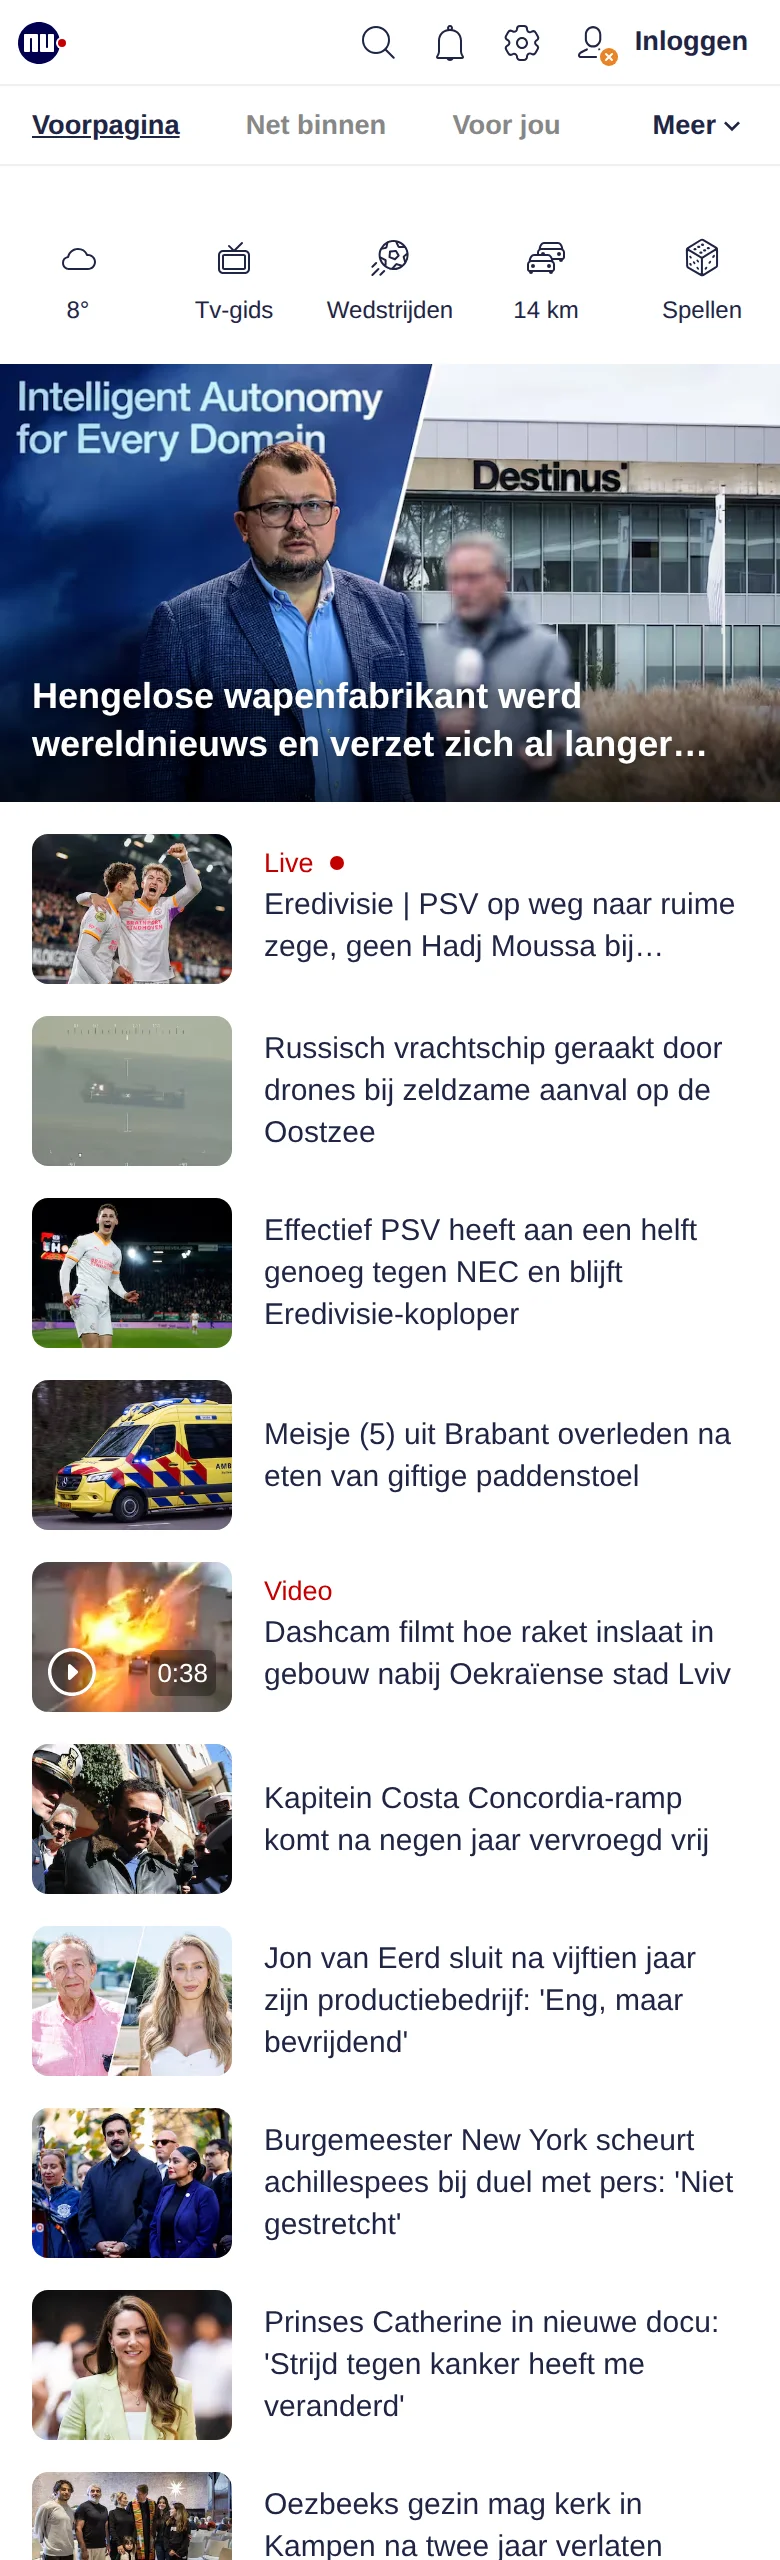 nu
Inloggen
Voorpagina
Net binnen
Voor jou
Meer
8°
Tv-gids
Wedstrijden
14 km
Spellen
Intelligent Autonomy
for Every Domain
Destinus
Hengelose wapenfabrikant werd
wereldnieuws en verzet zich al langer...
Live
Eredivisie | PSV op weg naar ruime
zege, geen Hadj Moussa bij...
Russisch vrachtschip geraakt door
drones bij zeldzame aanval op de
Oostzee
Effectief PSV heeft aan een helft
genoeg tegen NEC en blijft
Eredivisie-koploper
Meisje (5) uit Brabant overleden na
eten van giftige paddenstoel
Video
0:38
Dashcam filmt hoe raket inslaat in
gebouw nabij Oekraïense stad Lviv
Kapitein Costa Concordia-ramp
komt na negen jaar vervroegd vrij
Jon van Eerd sluit na vijftien jaar
zijn productiebedrijf: 'Eng, maar
bevrijdend'
Burgemeester New York scheurt
achillespees bij duel met pers: 'Niet
gestretcht'
Prinses Catherine in nieuwe docu:
'Strijd tegen kanker heeft me
veranderd'
Oezbeeks gezin mag kerk in
Kampen na twee jaar verlaten